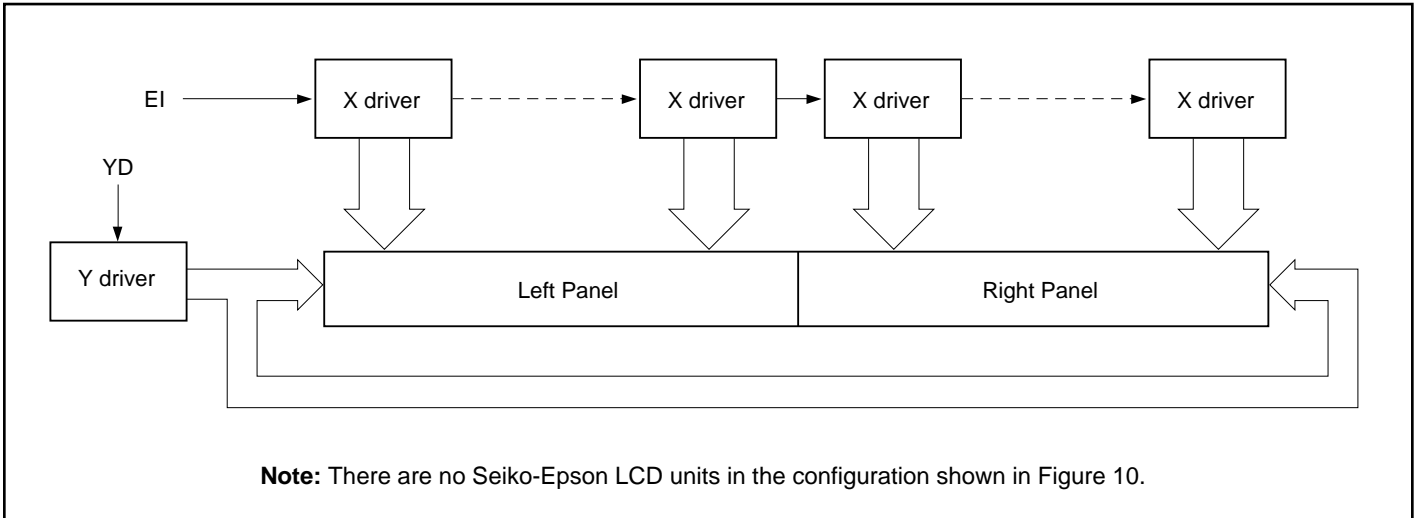 EI
X driver
X driver
X driver
X driver
YD
Y driver
Left Panel
Right Panel
Note: There are no Seiko-Epson LCD units in the configuration shown in Figure 10.